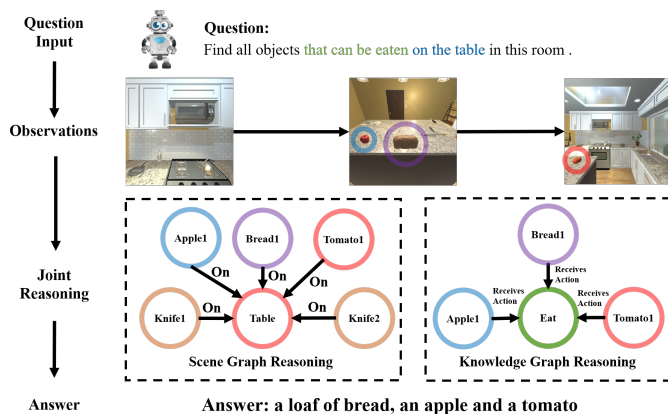 Question
Input
Question:
Find all objects that can be eaten on the table in this room .
Observations
Joint
Reasoning
Apple1
Bread1
Tomato1
On
On
On
Knife1
On
Table
On
Knife2
Scene Graph Reasoning
Bread1
Receives
Action
Receives
Action
Receives
Action
Apple1
Eat
Tomato1
Knowledge Graph Reasoning
Answer
Answer: a loaf of bread, an apple and a tomato